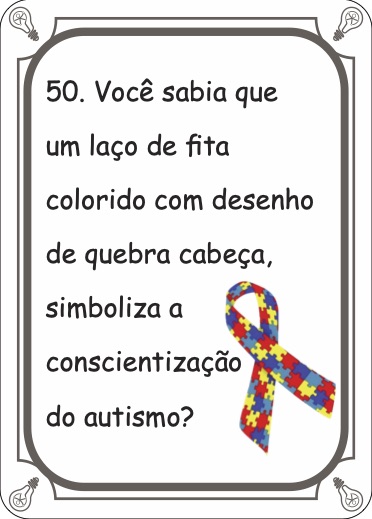 50. Você sabia que
um laço de fita
colorido com desenho
de quebra cabeça,
simboliza a
conscientização
do autismo?